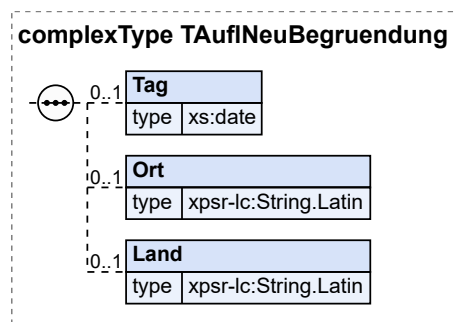 complexType TAuflNeuBegruendung
0..1
Tag
type xs:date
0..1
Ort
type xpsr-lc:String.Latin
0..1
Land
type xpsr-lc:String.Latin